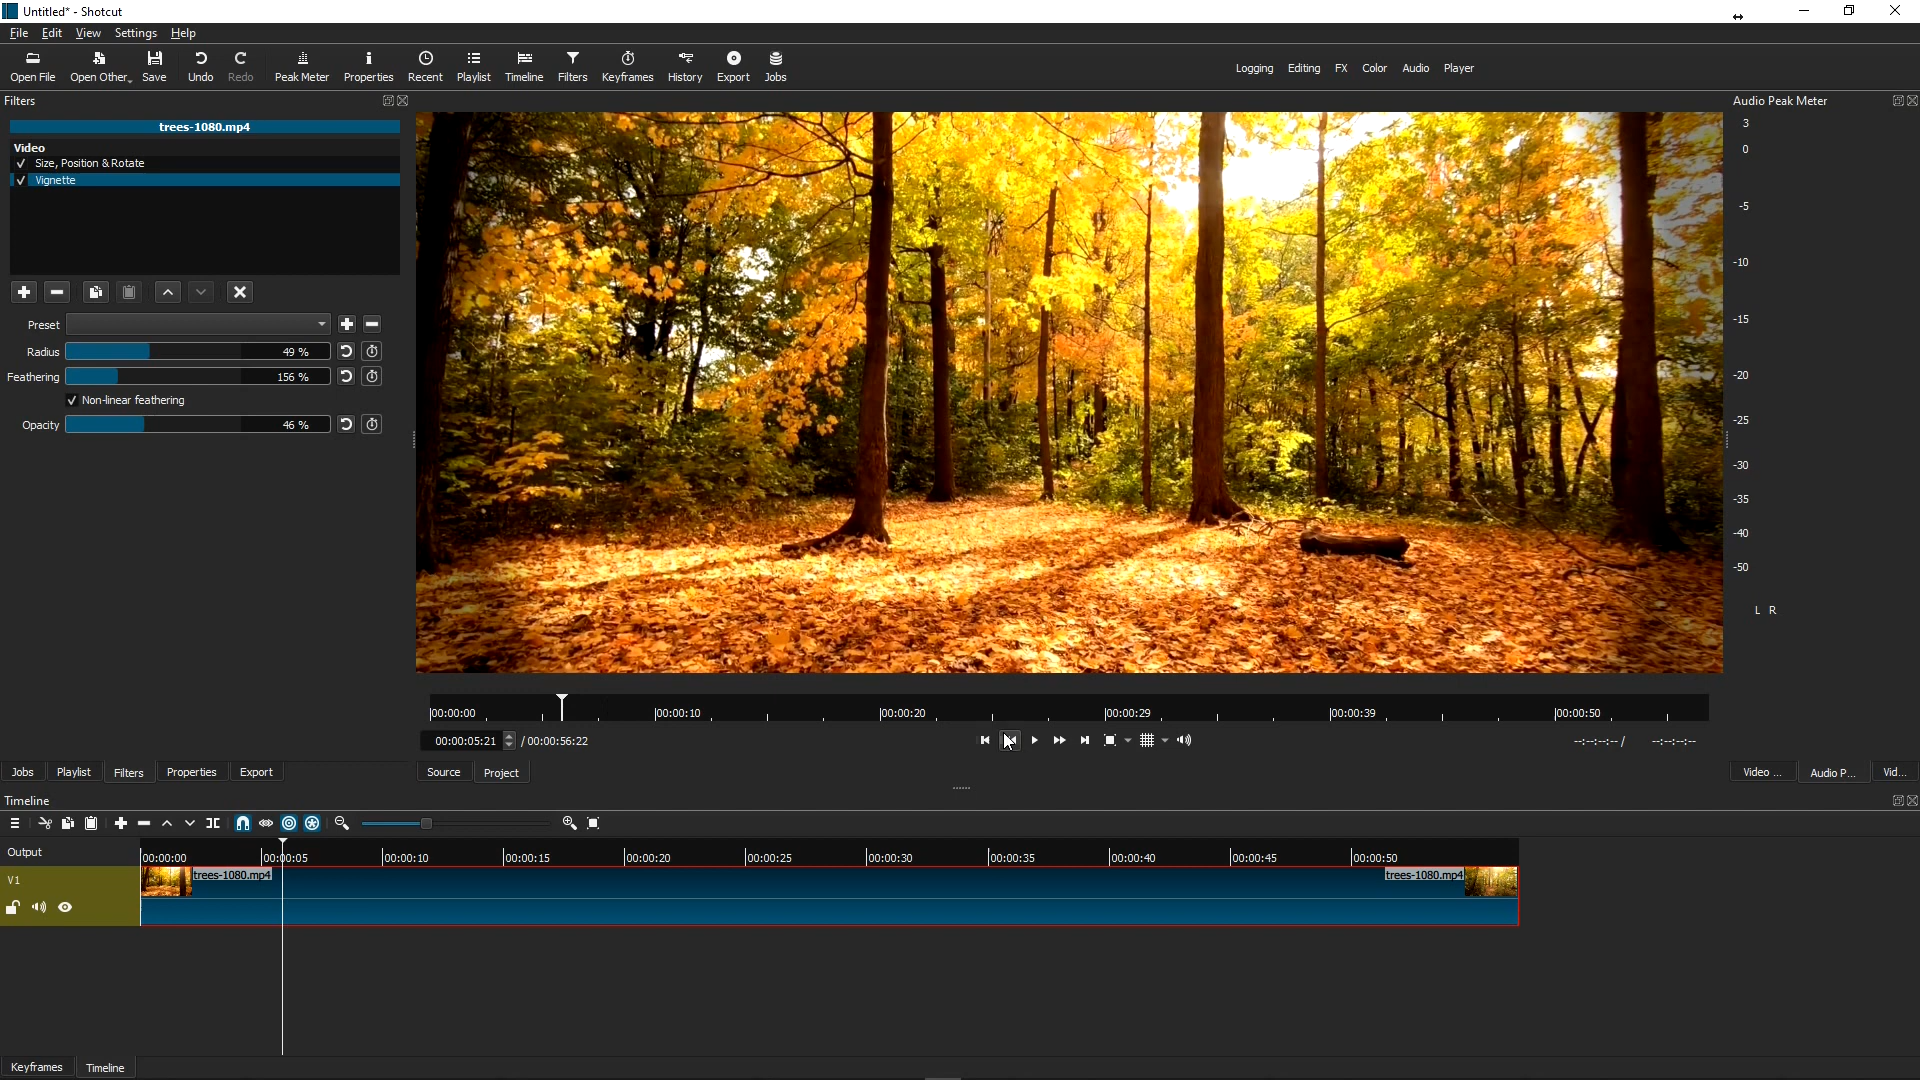 Untitled* - Shotcut
File Edit View Settings Help
Open File Open Other... Save Undo Redo Peak Meter Properties Recent Playlist Timeline Filters Keyframes History Export Jobs
Logging Editing FX Color Audio Player
Filters
Audio Peak Meter
trees-1080.mp4
Video
Size, Position & Rotate
Vignette
Preset
Radius 49 %
Feathering 156 %
Non-linear feathering
Opacity 46 %
3
0
-5
-10
-15
-20
-25
-30
-35
-40
-50
L R
00:00:00 00:00:10 00:00:20 00:00:29 00:00:39 00:00:50
00:00:05:21 / 00:00:56:22
--:--:--:-- / --:--:--:--
Jobs Playlist Filters Properties Export
Source Project
Video ... Audio P... Vid...
Timeline
Output
00:00:00 00:00:05 00:00:10 00:00:15 00:00:20 00:00:25 00:00:30 00:00:35 00:00:40 00:00:45 00:00:50
V1
trees-1080.mp4 trees-1080.mp4
Keyframes Timeline